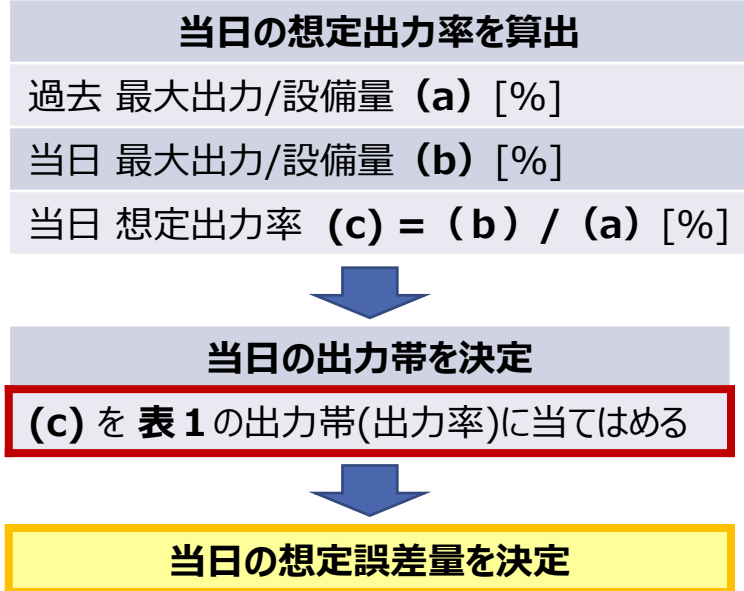 当日の想定出力率を算出
過去 最大出力/設備量（a）[%]
当日 最大出力/設備量（b）[%]
当日 想定出力率 (c) =（ｂ）/（a）[%]
当日の出力帯を決定
(c) を 表１の出力帯(出力率)に当てはめる
当日の想定誤差量を決定